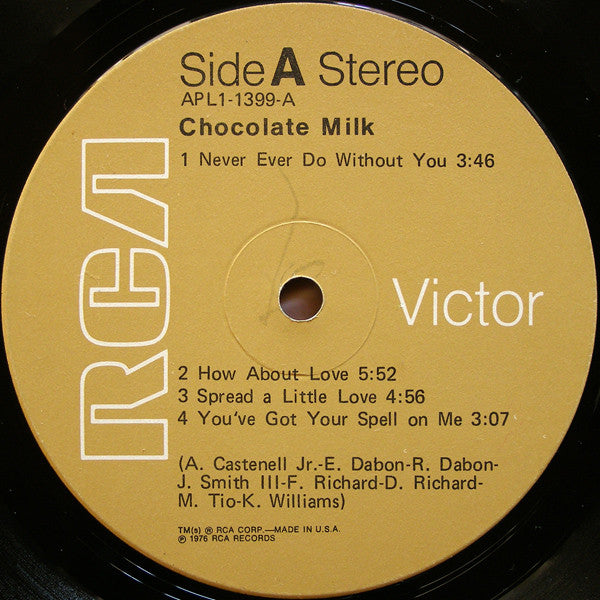 Side A Stereo
APL1-1399-A
Chocolate Milk
1 Never Ever Do Without You 3:46
RCA
Victor
2 How About Love 5:52
3 Spread a Little Love 4:56
4 You've Got Your Spell on Me 3:07
(A. Castenell Jr.-E. Dabon-R. Dabon-
J. Smith III-F. Richard-D. Richard-
M. Tio-K. Williams)
TM(s) ® RCA CORP.—MADE IN U.S.A.
℗ 1976 RCA RECORDS